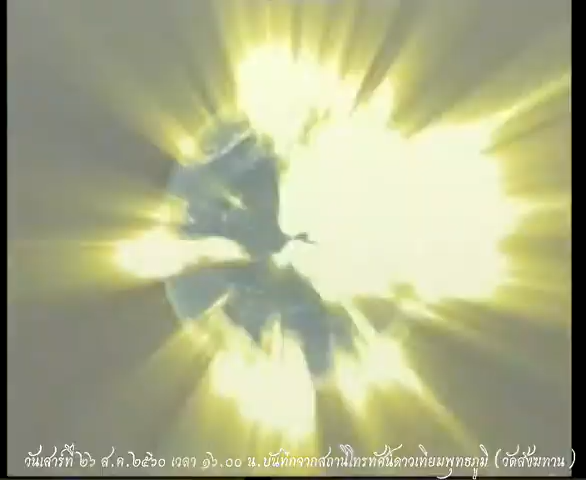 วันเสาร์ที่ ๒๖ ส.ค.๒๕๖๐ เวลา ๑๖.๐๐ น.บันทึกจากสถานีโทรทัศน์ดาวเทียมพุทธภูมิ (วัดสังฆทาน)